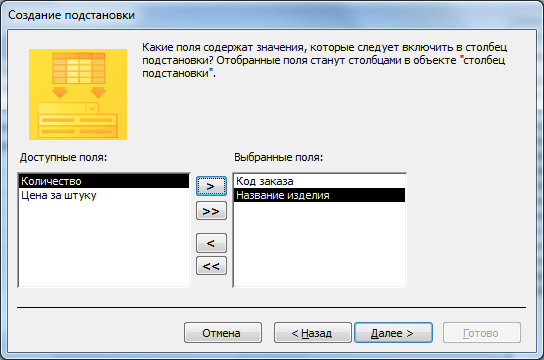 Создание подстановки
Какие поля содержат значения, которые следует включить в столбец
подстановки? Отобранные поля станут столбцами в объекте "столбец
подстановки".
Доступные поля:
Выбранные поля:
Количество
Цена за штуку
>
>>
<
<<
Код заказа
Название изделия
Отмена
< Назад
Далее >
Готово